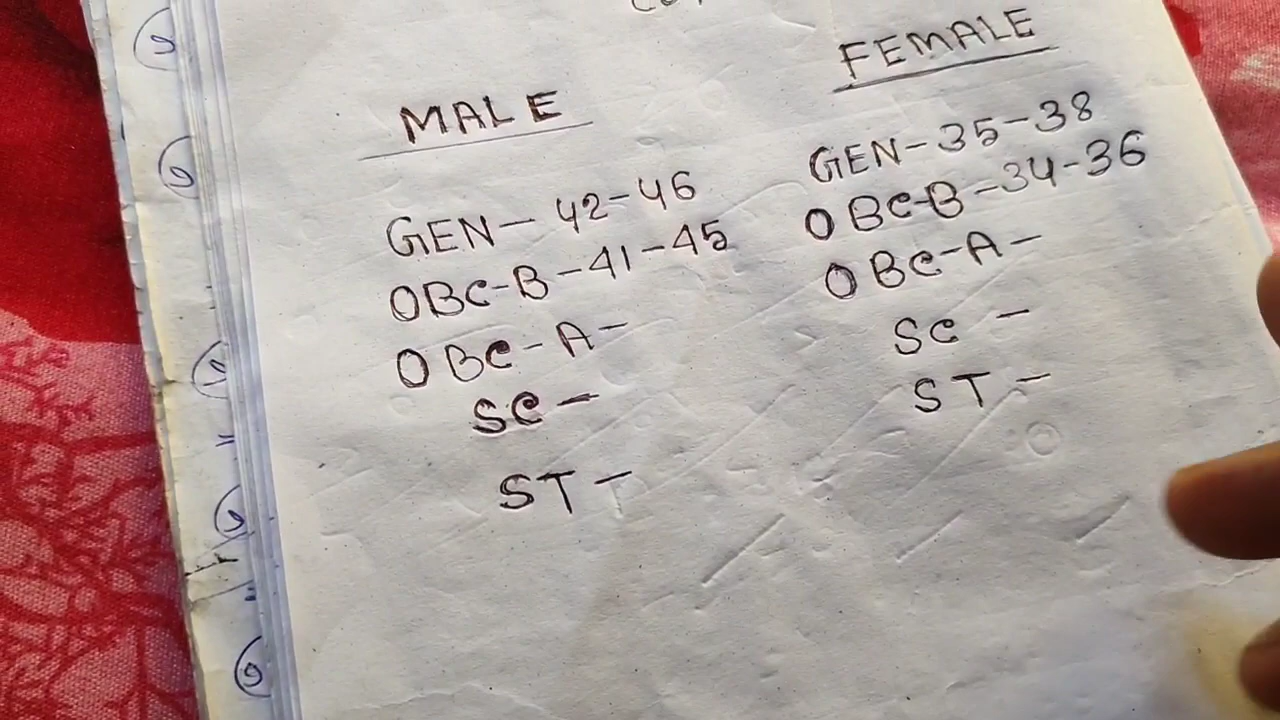 MALE
GEN- 42-46
OBC-B-41-45
OBC-A-
SC-
ST-
FEMALE
GEN-35-38
OBC-B-34-36
OBC-A-
SC-
ST-